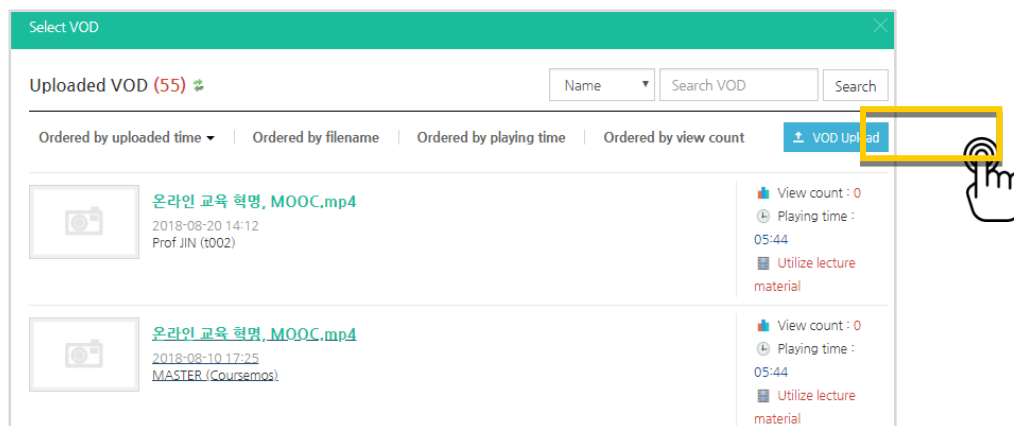 Select VOD
Uploaded VOD (55)
Name
Search VOD
Search
Ordered by uploaded time
Ordered by filename
Ordered by playing time
Ordered by view count
VOD Upload
온라인 교육 혁명, MOOC.mp4
2018-08-20 14:12
Prof JIN (t002)
View count : 0
Playing time :
05:44
Utilize lecture
material
온라인 교육 혁명, MOOC.mp4
2018-08-10 17:25
MASTER (Coursemos)
View count : 0
Playing time :
05:44
Utilize lecture
material